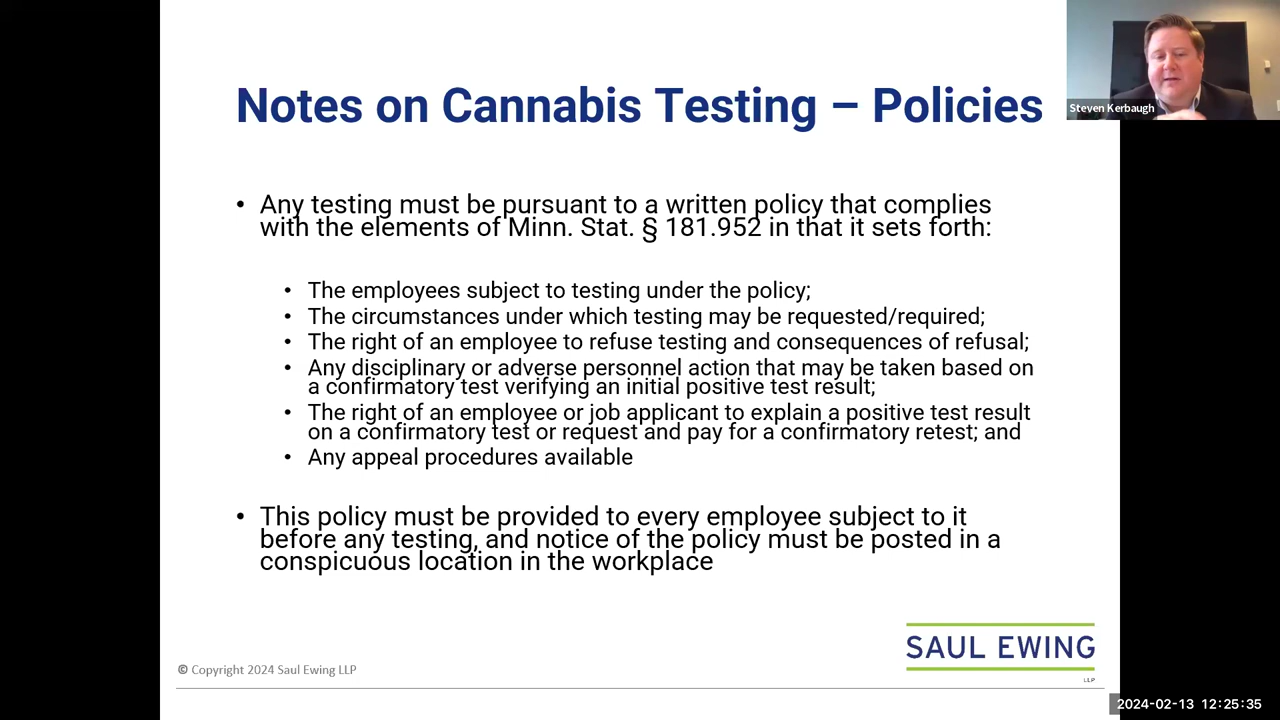 Notes on Cannabis Testing – Policies
Steven Kerbaugh
• Any testing must be pursuant to a written policy that complies
with the elements of Minn. Stat. § 181.952 in that it sets forth:
• The employees subject to testing under the policy;
• The circumstances under which testing may be requested/required;
• The right of an employee to refuse testing and consequences of refusal;
• Any disciplinary or adverse personnel action that may be taken based on
a confirmatory test verifying an initial positive test result;
• The right of an employee or job applicant to explain a positive test result
on a confirmatory test or request and pay for a confirmatory retest; and
• Any appeal procedures available
• This policy must be provided to every employee subject to it
before any testing, and notice of the policy must be posted in a
conspicuous location in the workplace
SAUL EWING
LLP
© Copyright 2024 Saul Ewing LLP
2024-02-13 12:25:35